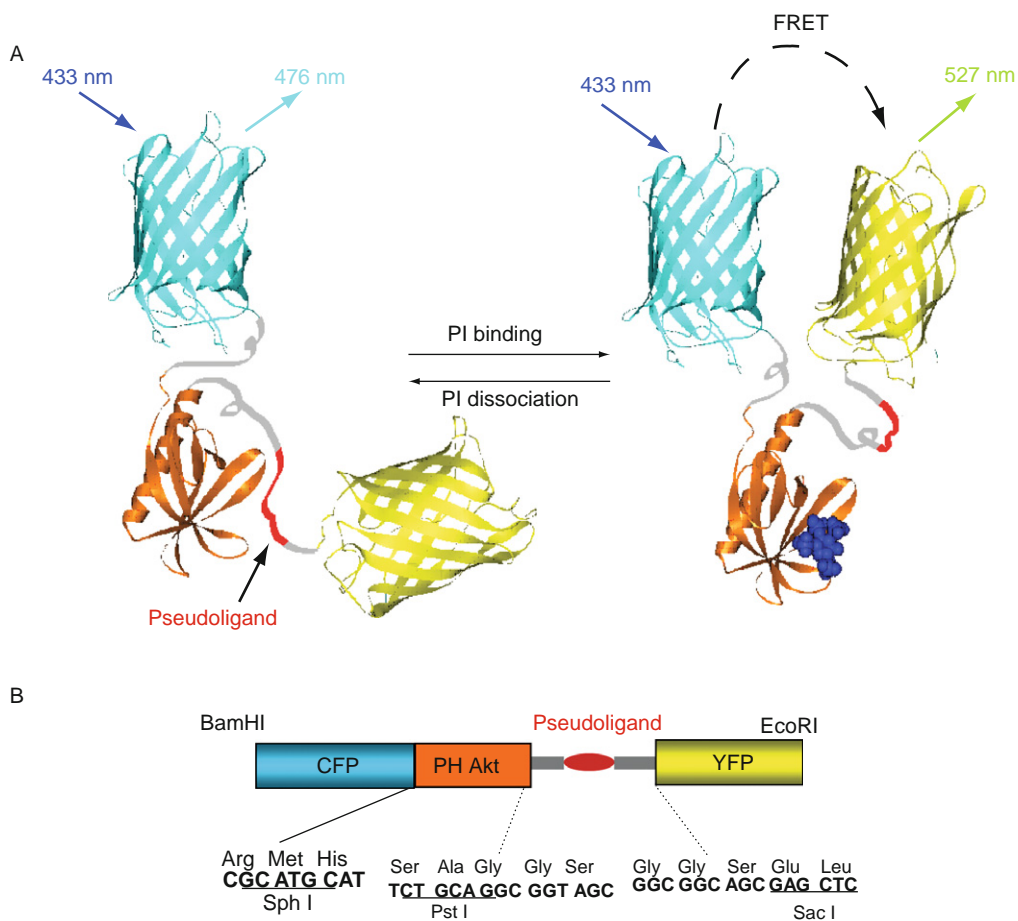 FRET
A
433 nm
476 nm
433 nm
527 nm
PI binding
PI dissociation
Pseudoligand
B
BamHI
Pseudoligand
EcoRI
CFP
PH Akt
YFP
Arg Met His
CGC ATG CAT
Sph I
Ser Ala Gly Gly Ser
TCT GCA GGC GGT AGC
Pst I
Gly Gly Ser Glu Leu
GGC GGC AGC GAG CTC
Sac I